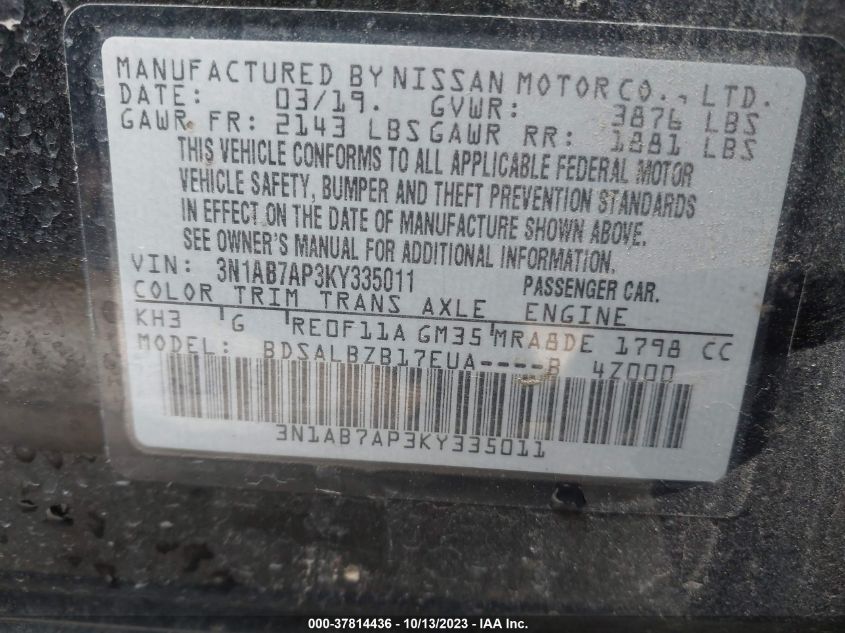 MANUFACTURED BY NISSAN MOTOR CO., LTD.
DATE: 03/19. GVWR: 3876 LBS
GAWR FR: 2143 LBS GAWR RR: 1881 LBS
THIS VEHICLE CONFORMS TO ALL APPLICABLE FEDERAL MOTOR
VEHICLE SAFETY, BUMPER AND THEFT PREVENTION STANDARDS
IN EFFECT ON THE DATE OF MANUFACTURE SHOWN ABOVE.
SEE OWNER'S MANUAL FOR ADDITIONAL INFORMATION.
VIN: 3N1AB7AP3KY335011 PASSENGER CAR.
COLOR TRIM TRANS AXLE ENGINE
KH3 G RE0F11A GM35 MRA8DE 1798 CC
MODEL: BDSALBZB17EUA----B 4Z000
3N1AB7AP3KY335011
000-37814436 - 10/13/2023 - IAA Inc.